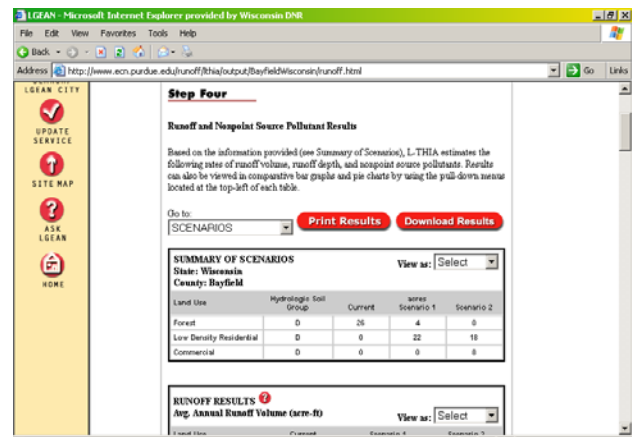 LGEAN - Microsoft Internet Explorer provided by Wisconsin DNR
File Edit View Favorites Tools Help
Back
Address http://www.ecn.purdue.edu/runoff/lthia/output/BayfieldWisconsin/runoff.html Go Links
LGEAN CITY
UPDATE
SERVICE
SITE MAP
ASK
LGEAN
HOME
Step Four
Runoff and Nonpoint Source Pollutant Results
Based on the information provided (see Summary of Scenarios), L-THIA estimates the
following rates of runoff volume, runoff depth, and nonpoint source pollutants. Results
can also be viewed in comparative bar graphs and pie charts by using the pull-down menus
located at the top-left of each table.
Go to:
SCENARIOS Print Results Download Results
SUMMARY OF SCENARIOS View as: Select
State: Wisconsin
County: Bayfield
Land Use Hydrologic Soil Group Current acres Scenario 1 Scenario 2
Forest D 26 4 0
Low Density Residential D 0 22 18
Commercial D 0 0 8
RUNOFF RESULTS ?
Avg. Annual Runoff Volume (acre-ft) View as: Select
Land Use Current Scenario 1 Scenario 2